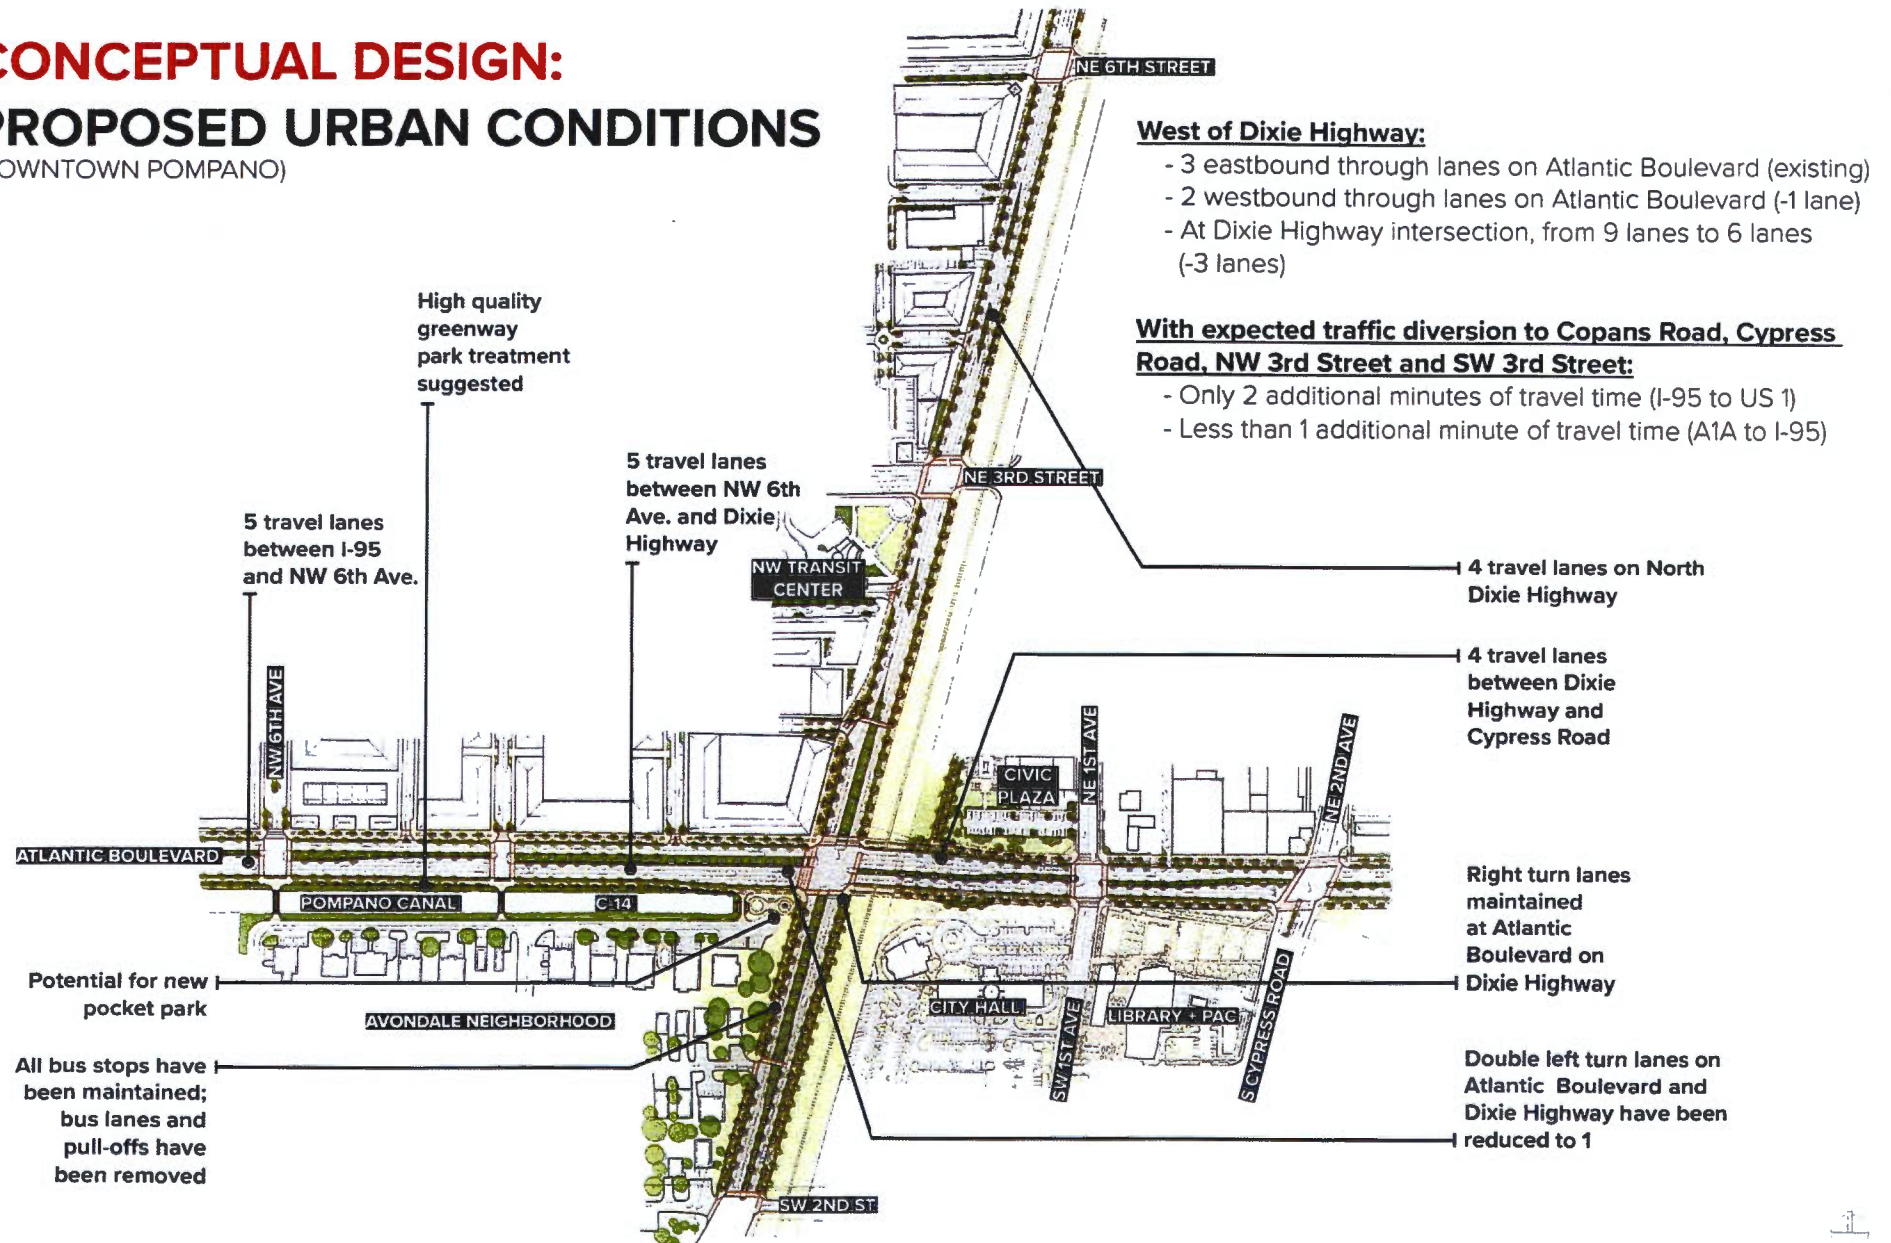 CONCEPTUAL DESIGN:
PROPOSED URBAN CONDITIONS
OWNTOWN POMPANO)
NE 6TH STREET
West of Dixie Highway:
- 3 eastbound through lanes on Atlantic Boulevard (existing)
- 2 westbound through lanes on Atlantic Boulevard (-1 lane)
- At Dixie Highway intersection, from 9 lanes to 6 lanes
(-3 lanes)
With expected traffic diversion to Copans Road, Cypress
Road, NW 3rd Street and SW 3rd Street:
- Only 2 additional minutes of travel time (I-95 to US 1)
- Less than 1 additional minute of travel time (A1A to I-95)
High quality
greenway
park treatment
suggested
5 travel lanes
between NW 6th
Ave. and Dixie
Highway
5 travel lanes
between I-95
and NW 6th Ave.
NE 3RD STREET
NW TRANSIT
CENTER
4 travel lanes on North
Dixie Highway
4 travel lanes
between Dixie
Highway and
Cypress Road
NW 6TH AVE
CIVIC
PLAZA
NE 1ST AVE
NE 2ND AVE
ATLANTIC BOULEVARD
POMPANO CANAL
C-14
Right turn lanes
maintained
at Atlantic
Boulevard on
Dixie Highway
Potential for new
pocket park
AVONDALE NEIGHBORHOOD
CITY HALL
SW 1ST AVE
LIBRARY + PAC
S CYPRESS ROAD
All bus stops have
been maintained;
bus lanes and
pull-offs have
been removed
Double left turn lanes on
Atlantic Boulevard and
Dixie Highway have been
reduced to 1
SW 2ND ST